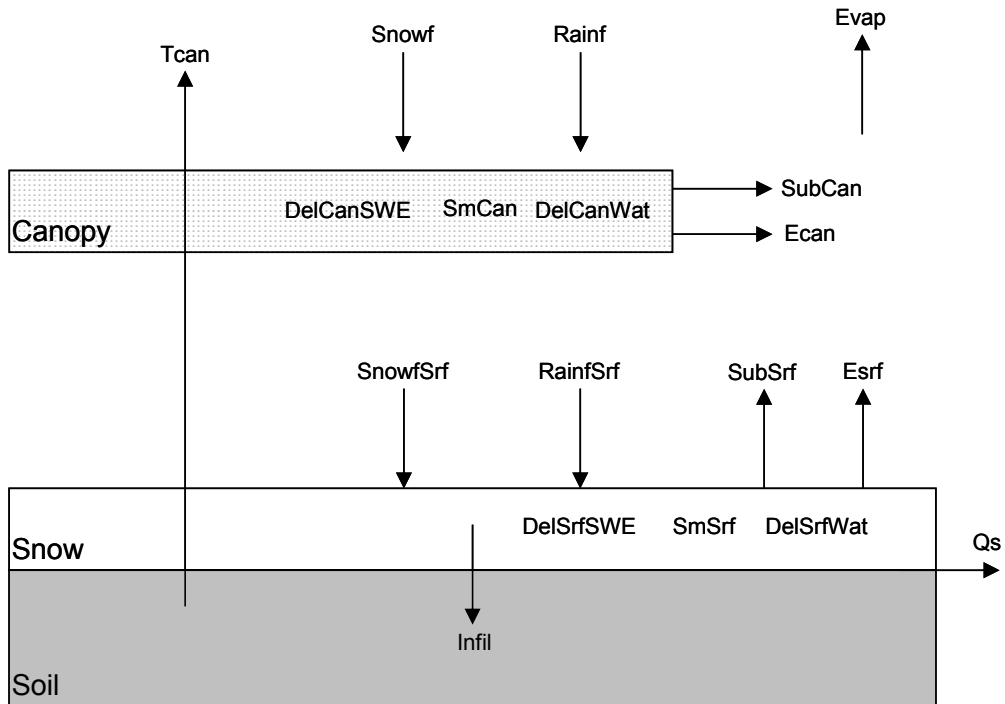 Evap
Snowf
Rainf
Tcan
DelCanSWE
SmCan
DelCanWat
SubCan
Canopy
Ecan
SnowfSrf
RainfSrf
SubSrf
Esrf
DelSrfSWE
SmSrf
DelSrfWat
Snow
Qs
Infil
Soil